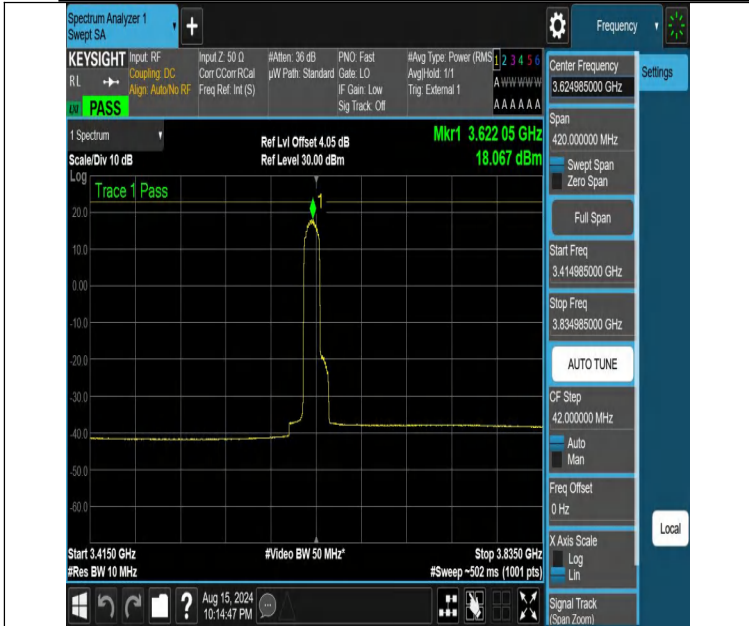 Spectrum Analyzer 1
Swept SA
+
Frequency
KEYSIGHT
RL
LXI
PASS
Input: RF
Coupling: DC
Align: Auto/No RF
Input Z: 50 Ω
Corr CCorr RCal
Freq Ref: Int (S)
#Atten: 36 dB
µW Path: Standard
PNO: Fast
Gate: LO
IF Gain: Low
Sig Track: Off
#Avg Type: Power (RMS
Avg|Hold: 1/1
Trig: External 1
1 2 3 4 5 6
A W W W W W
A A A A A A
Center Frequency
3.624985000 GHz
Settings
Span
420.000000 MHz
Swept Span
Zero Span
Full Span
Start Freq
3.414985000 GHz
Stop Freq
3.834985000 GHz
AUTO TUNE
CF Step
42.000000 MHz
Auto
Man
Freq Offset
0 Hz
X Axis Scale
Log
Lin
Signal Track
(Span Zoom)
Local
1 Spectrum
Scale/Div 10 dB
Ref Lvl Offset 4.05 dB
Ref Level 30.00 dBm
Mkr1 3.622 05 GHz
18.067 dBm
Log
Trace 1 Pass
1
20.0
10.0
0.00
-10.0
-20.0
-30.0
-40.0
-50.0
-60.0
Start 3.4150 GHz
#Res BW 10 MHz
#Video BW 50 MHz*
Stop 3.8350 GHz
#Sweep ~502 ms (1001 pts)
?
Aug 15, 2024
10:14:47 PM